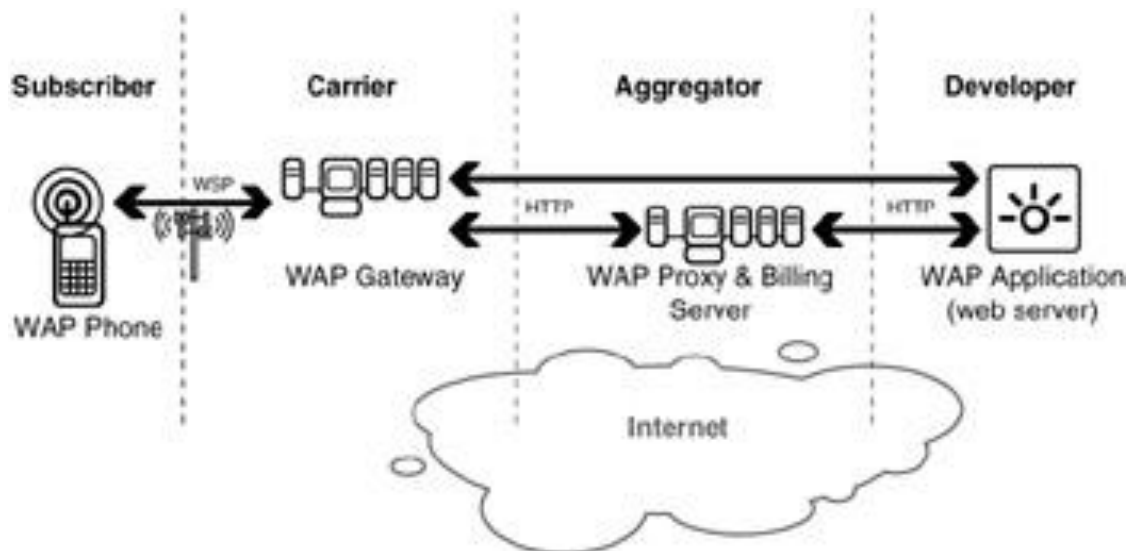 Subscriber
Carrier
Aggregator
Developer
WSP
HTTP
HTTP
WAP Phone
WAP Gateway
WAP Proxy & Billing
Server
WAP Application
(web server)
Internet